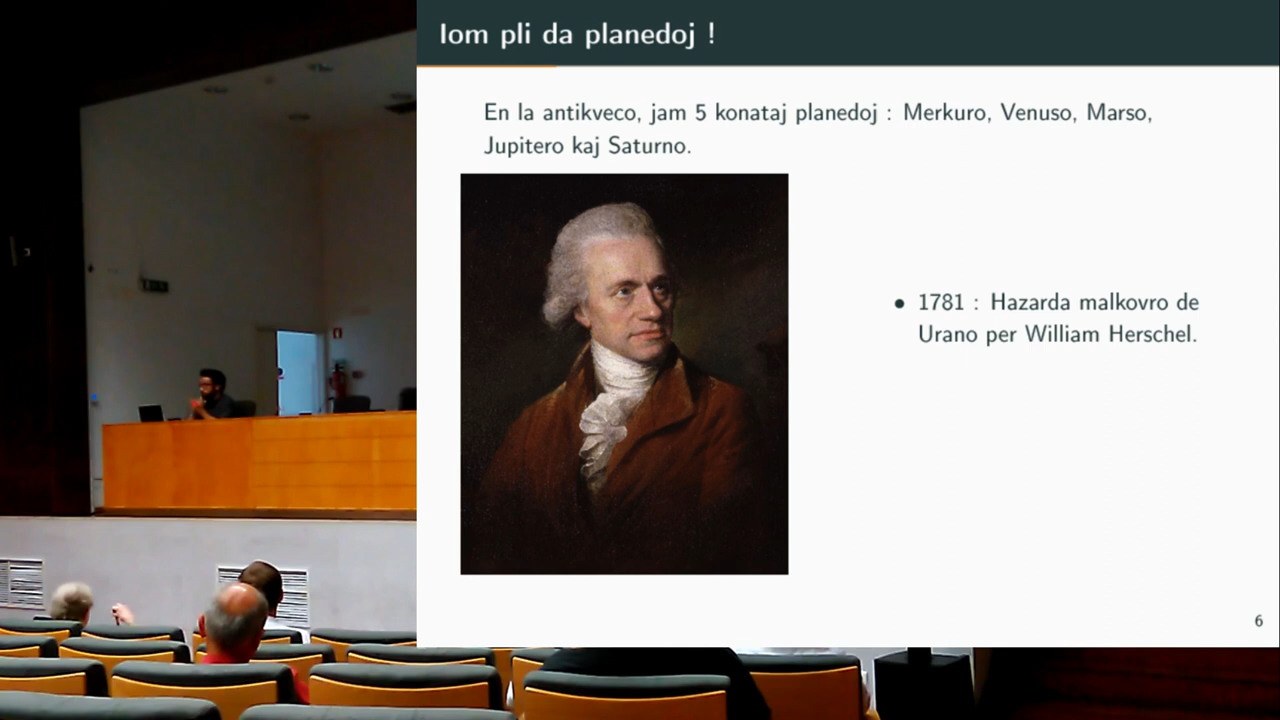 Iom pli da planedoj !
En la antikveco, jam 5 konataj planedoj : Merkuro, Venuso, Marso,
Jupitero kaj Saturno.
• 1781 : Hazarda malkovro de
Urano per William Herschel.
6